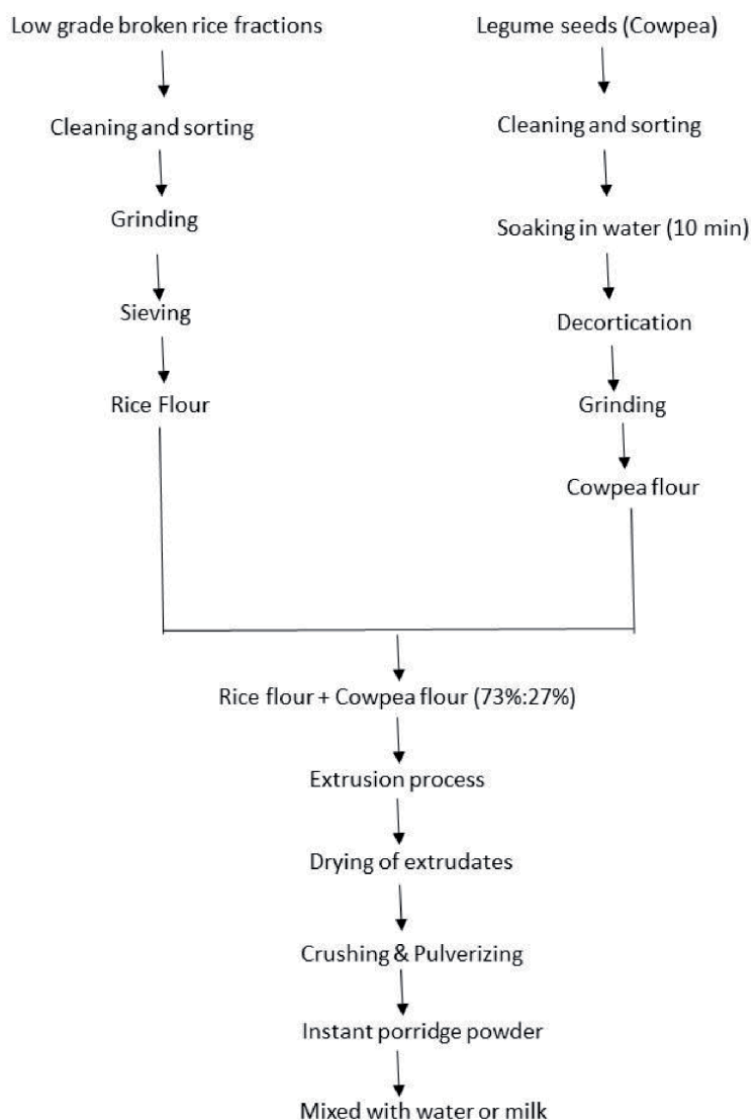 Low grade broken rice fractions
Cleaning and sorting
Grinding
Sieving
Rice Flour
Legume seeds (Cowpea)
Cleaning and sorting
Soaking in water (10 min)
Decortication
Grinding
Cowpea flour
Rice flour + Cowpea flour (73%:27%)
Extrusion process
Drying of extrudates
Crushing & Pulverizing
Instant porridge powder
Mixed with water or milk